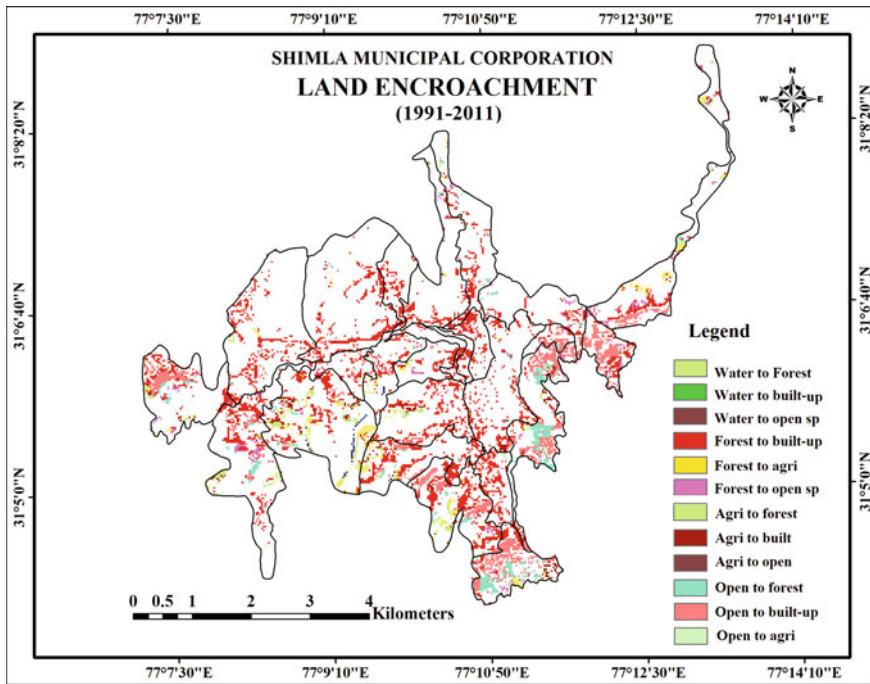 77°7'30"E 77°9'10"E 77°10'50"E 77°12'30"E 77°14'10"E
SHIMLA MUNICIPAL CORPORATION
LAND ENCROACHMENT
(1991-2011)
N
W E
S
31°8'20"N 31°8'20"N
31°6'40"N 31°6'40"N
31°5'0"N 31°5'0"N
Legend
Water to Forest
Water to built-up
Water to open sp
Forest to built-up
Forest to agri
Forest to open sp
Agri to forest
Agri to built
Agri to open
Open to forest
Open to built-up
Open to agri
0 0.5 1 2 3 4
Kilometers
77°7'30"E 77°9'10"E 77°10'50"E 77°12'30"E 77°14'10"E